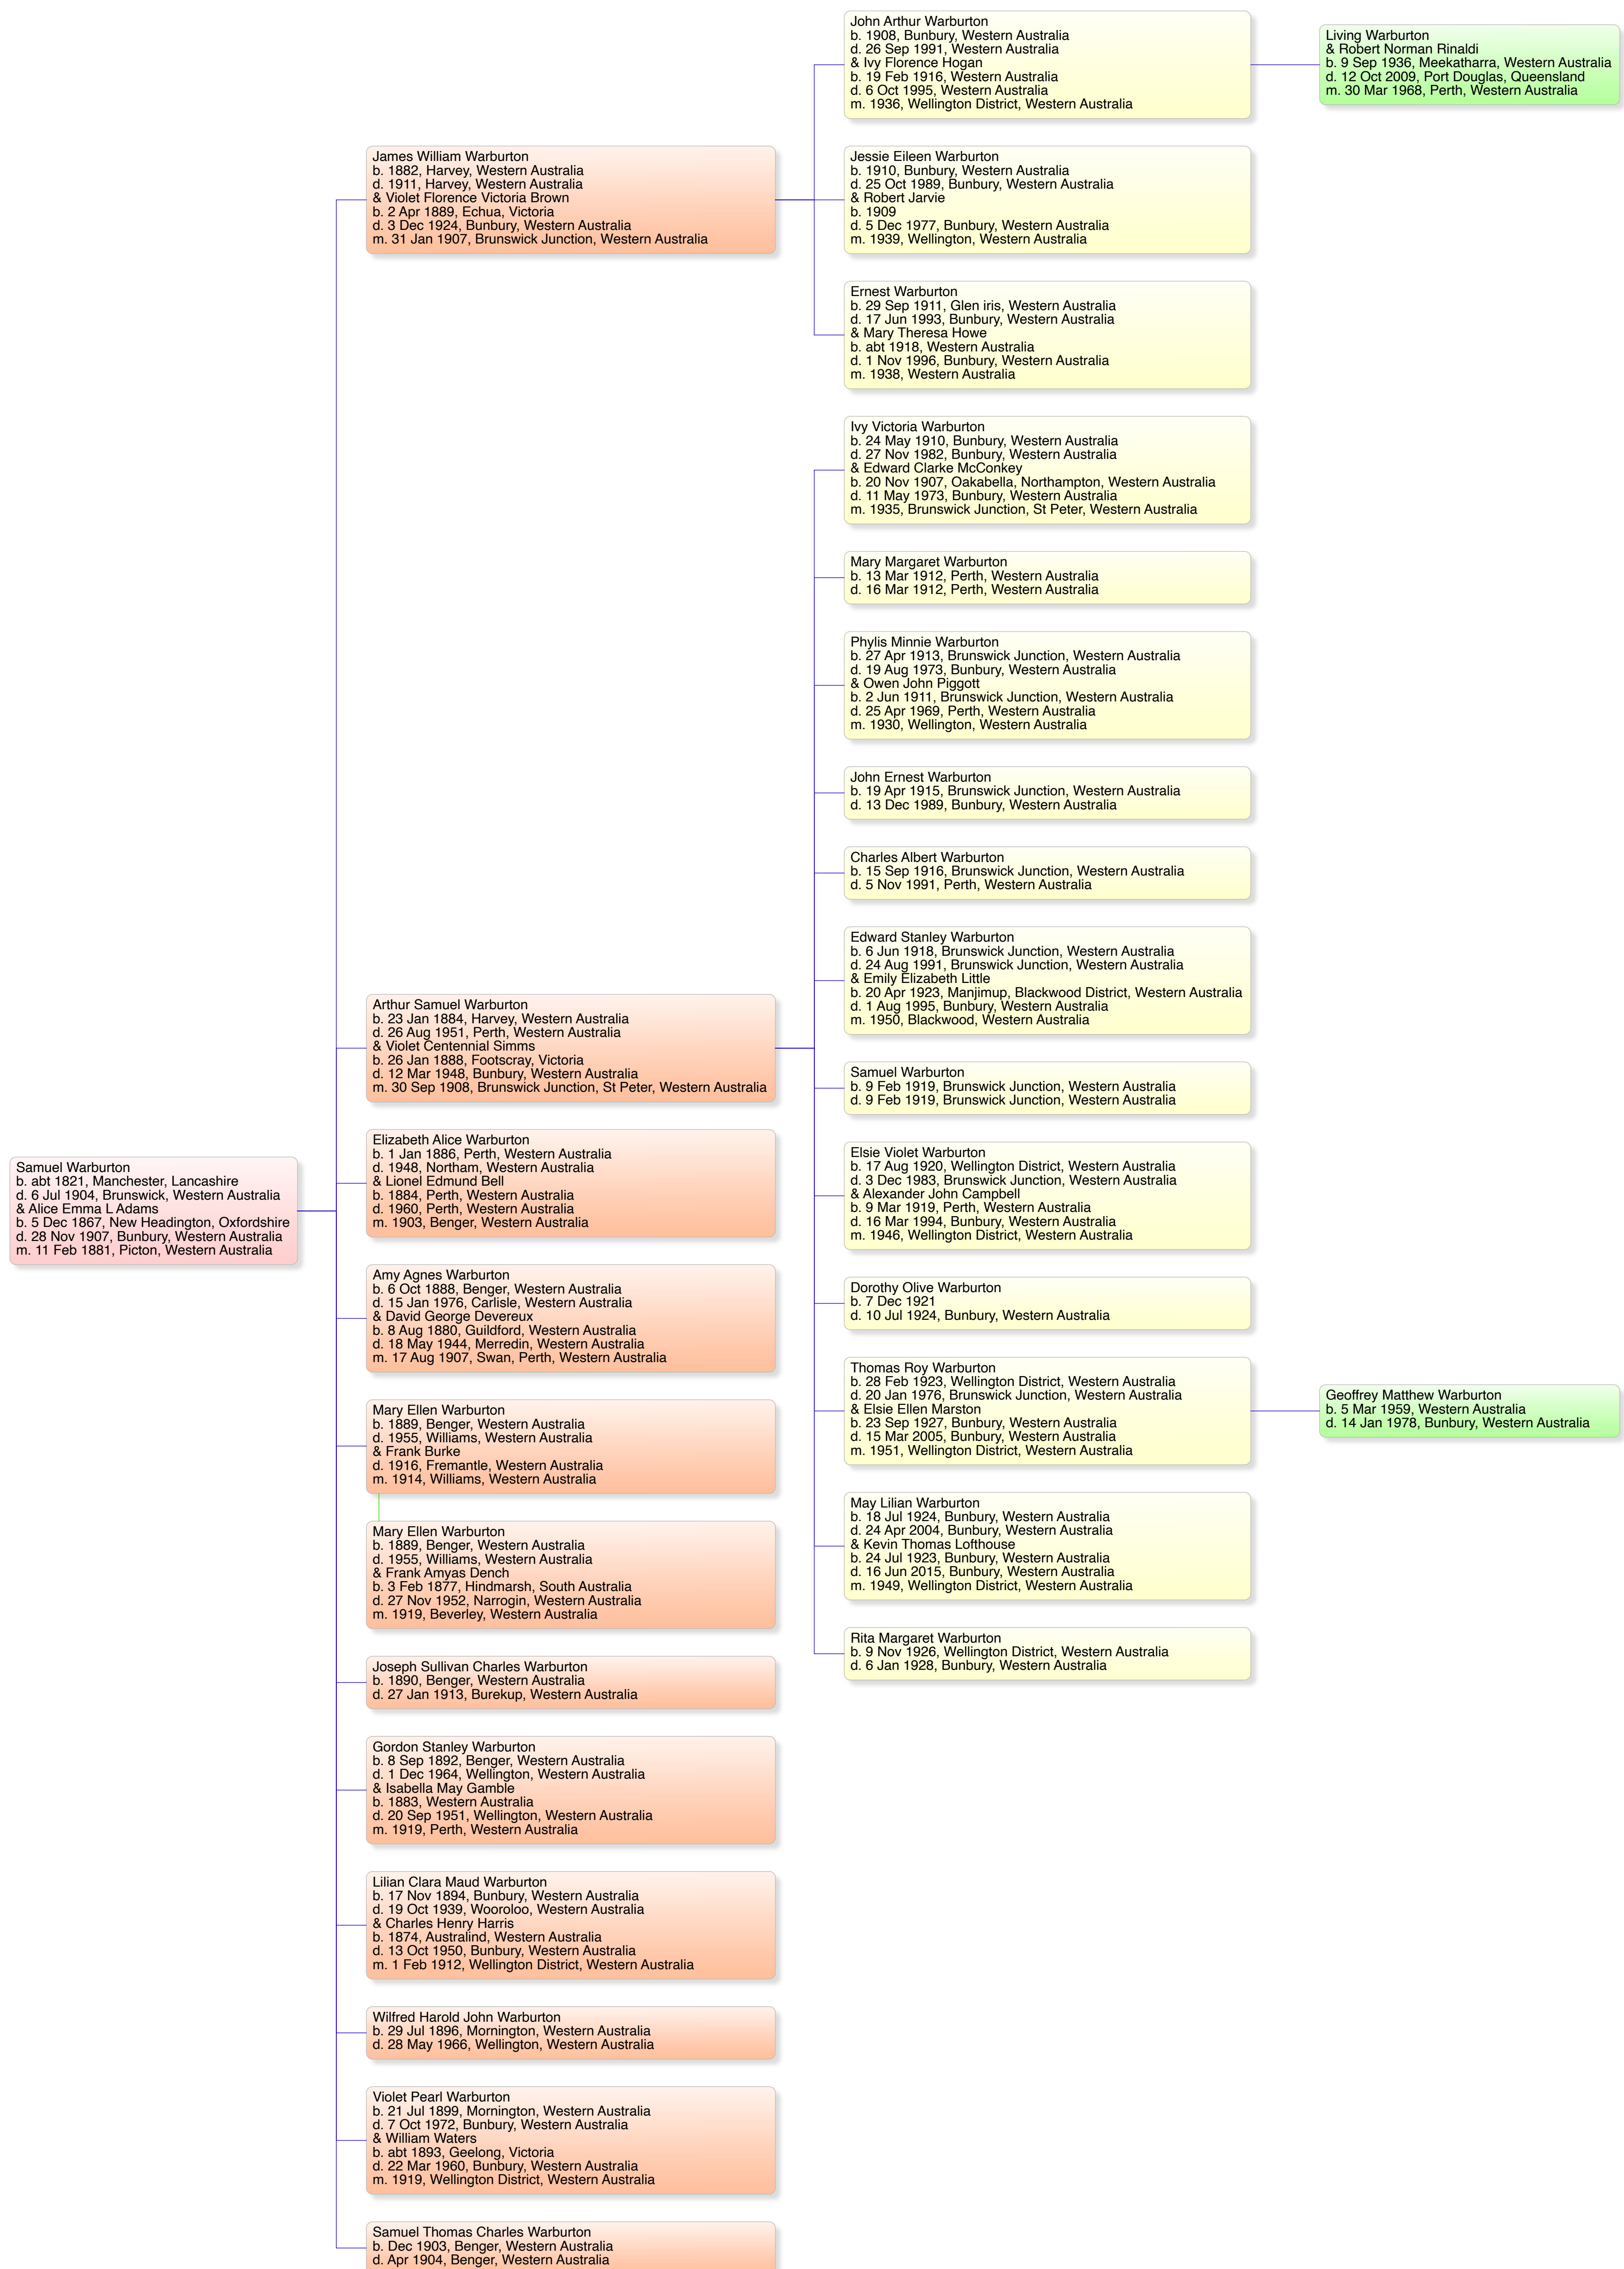 Samuel Warburton
b. abt 1821, Manchester, Lancashire
d. 6 Jul 1904, Brunswick, Western Australia
& Alice Emma L Adams
b. 5 Dec 1867, New Headington, Oxfordshire
d. 28 Nov 1907, Bunbury, Western Australia
m. 11 Feb 1881, Picton, Western Australia
James William Warburton
b. 1882, Harvey, Western Australia
d. 1911, Harvey, Western Australia
& Violet Florence Victoria Brown
b. 2 Apr 1889, Echua, Victoria
d. 3 Dec 1924, Bunbury, Western Australia
m. 31 Jan 1907, Brunswick Junction, Western Australia
Arthur Samuel Warburton
b. 23 Jan 1884, Harvey, Western Australia
d. 26 Aug 1951, Perth, Western Australia
& Violet Centennial Simms
b. 26 Jan 1888, Footscray, Victoria
d. 12 Mar 1948, Bunbury, Western Australia
m. 30 Sep 1908, Brunswick Junction, St Peter, Western Australia
Elizabeth Alice Warburton
b. 1 Jan 1886, Perth, Western Australia
d. 1948, Northam, Western Australia
& Lionel Edmund Bell
b. 1884, Perth, Western Australia
d. 1960, Perth, Western Australia
m. 1903, Benger, Western Australia
Amy Agnes Warburton
b. 6 Oct 1888, Benger, Western Australia
d. 15 Jan 1976, Carlisle, Western Australia
& David George Devereux
b. 8 Aug 1880, Guildford, Western Australia
d. 18 May 1944, Merredin, Western Australia
m. 17 Aug 1907, Swan, Perth, Western Australia
Mary Ellen Warburton
b. 1889, Benger, Western Australia
d. 1955, Williams, Western Australia
& Frank Burke
d. 1916, Fremantle, Western Australia
m. 1914, Williams, Western Australia
Mary Ellen Warburton
b. 1889, Benger, Western Australia
d. 1955, Williams, Western Australia
& Frank Amyas Dench
b. 3 Feb 1877, Hindmarsh, South Australia
d. 27 Nov 1952, Narrogin, Western Australia
m. 1919, Beverley, Western Australia
Joseph Sullivan Charles Warburton
b. 1890, Benger, Western Australia
d. 27 Jan 1913, Burekup, Western Australia
Gordon Stanley Warburton
b. 8 Sep 1892, Benger, Western Australia
d. 1 Dec 1964, Wellington, Western Australia
& Isabella May Gamble
b. 1883, Western Australia
d. 20 Sep 1951, Wellington, Western Australia
m. 1919, Perth, Western Australia
Lilian Clara Maud Warburton
b. 17 Nov 1894, Bunbury, Western Australia
d. 19 Oct 1939, Wooroloo, Western Australia
& Charles Henry Harris
b. 1874, Australind, Western Australia
d. 13 Oct 1950, Bunbury, Western Australia
m. 1 Feb 1912, Wellington District, Western Australia
Wilfred Harold John Warburton
b. 29 Jul 1896, Mornington, Western Australia
d. 28 May 1966, Wellington, Western Australia
Violet Pearl Warburton
b. 21 Jul 1899, Mornington, Western Australia
d. 7 Oct 1972, Bunbury, Western Australia
& William Waters
b. abt 1893, Geelong, Victoria
d. 22 Mar 1960, Bunbury, Western Australia
m. 1919, Wellington District, Western Australia
Samuel Thomas Charles Warburton
b. Dec 1903, Benger, Western Australia
d. Apr 1904, Benger, Western Australia
John Arthur Warburton
b. 1908, Bunbury, Western Australia
d. 26 Sep 1991, Western Australia
& Ivy Florence Hogan
b. 19 Feb 1916, Western Australia
d. 6 Oct 1995, Western Australia
m. 1936, Wellington District, Western Australia
Jessie Eileen Warburton
b. 1910, Bunbury, Western Australia
d. 25 Oct 1989, Bunbury, Western Australia
& Robert Jarvie
b. 1909
d. 5 Dec 1977, Bunbury, Western Australia
m. 1939, Wellington, Western Australia
Ernest Warburton
b. 29 Sep 1911, Glen iris, Western Australia
d. 17 Jun 1993, Bunbury, Western Australia
& Mary Theresa Howe
b. abt 1918, Western Australia
d. 1 Nov 1996, Bunbury, Western Australia
m. 1938, Western Australia
Ivy Victoria Warburton
b. 24 May 1910, Bunbury, Western Australia
d. 27 Nov 1982, Bunbury, Western Australia
& Edward Clarke McConkey
b. 20 Nov 1907, Oakabella, Northampton, Western Australia
d. 11 May 1973, Bunbury, Western Australia
m. 1935, Brunswick Junction, St Peter, Western Australia
Mary Margaret Warburton
b. 13 Mar 1912, Perth, Western Australia
d. 16 Mar 1912, Perth, Western Australia
Phylis Minnie Warburton
b. 27 Apr 1913, Brunswick Junction, Western Australia
d. 19 Aug 1973, Bunbury, Western Australia
& Owen John Piggott
b. 2 Jun 1911, Brunswick Junction, Western Australia
d. 25 Apr 1969, Perth, Western Australia
m. 1930, Wellington, Western Australia
John Ernest Warburton
b. 19 Apr 1915, Brunswick Junction, Western Australia
d. 13 Dec 1989, Bunbury, Western Australia
Charles Albert Warburton
b. 15 Sep 1916, Brunswick Junction, Western Australia
d. 5 Nov 1991, Perth, Western Australia
Edward Stanley Warburton
b. 6 Jun 1918, Brunswick Junction, Western Australia
d. 24 Aug 1991, Brunswick Junction, Western Australia
& Emily Elizabeth Little
b. 20 Apr 1923, Manjimup, Blackwood District, Western Australia
d. 1 Aug 1995, Bunbury, Western Australia
m. 1950, Blackwood, Western Australia
Samuel Warburton
b. 9 Feb 1919, Brunswick Junction, Western Australia
d. 9 Feb 1919, Brunswick Junction, Western Australia
Elsie Violet Warburton
b. 17 Aug 1920, Wellington District, Western Australia
d. 3 Dec 1983, Brunswick Junction, Western Australia
& Alexander John Campbell
b. 9 Mar 1919, Perth, Western Australia
d. 16 Mar 1994, Bunbury, Western Australia
m. 1946, Wellington District, Western Australia
Dorothy Olive Warburton
b. 7 Dec 1921
d. 10 Jul 1924, Bunbury, Western Australia
Thomas Roy Warburton
b. 28 Feb 1923, Wellington District, Western Australia
d. 20 Jan 1976, Brunswick Junction, Western Australia
& Elsie Ellen Marston
b. 23 Sep 1927, Bunbury, Western Australia
d. 15 Mar 2005, Bunbury, Western Australia
m. 1951, Wellington District, Western Australia
May Lilian Warburton
b. 18 Jul 1924, Bunbury, Western Australia
d. 24 Apr 2004, Bunbury, Western Australia
& Kevin Thomas Lofthouse
b. 24 Jul 1923, Bunbury, Western Australia
d. 16 Jun 2015, Bunbury, Western Australia
m. 1949, Wellington District, Western Australia
Rita Margaret Warburton
b. 9 Nov 1926, Wellington District, Western Australia
d. 6 Jan 1928, Bunbury, Western Australia
Living Warburton
& Robert Norman Rinaldi
b. 9 Sep 1936, Meekatharra, Western Australia
d. 12 Oct 2009, Port Douglas, Queensland
m. 30 Mar 1968, Perth, Western Australia
Geoffrey Matthew Warburton
b. 5 Mar 1959, Western Australia
d. 14 Jan 1978, Bunbury, Western Australia